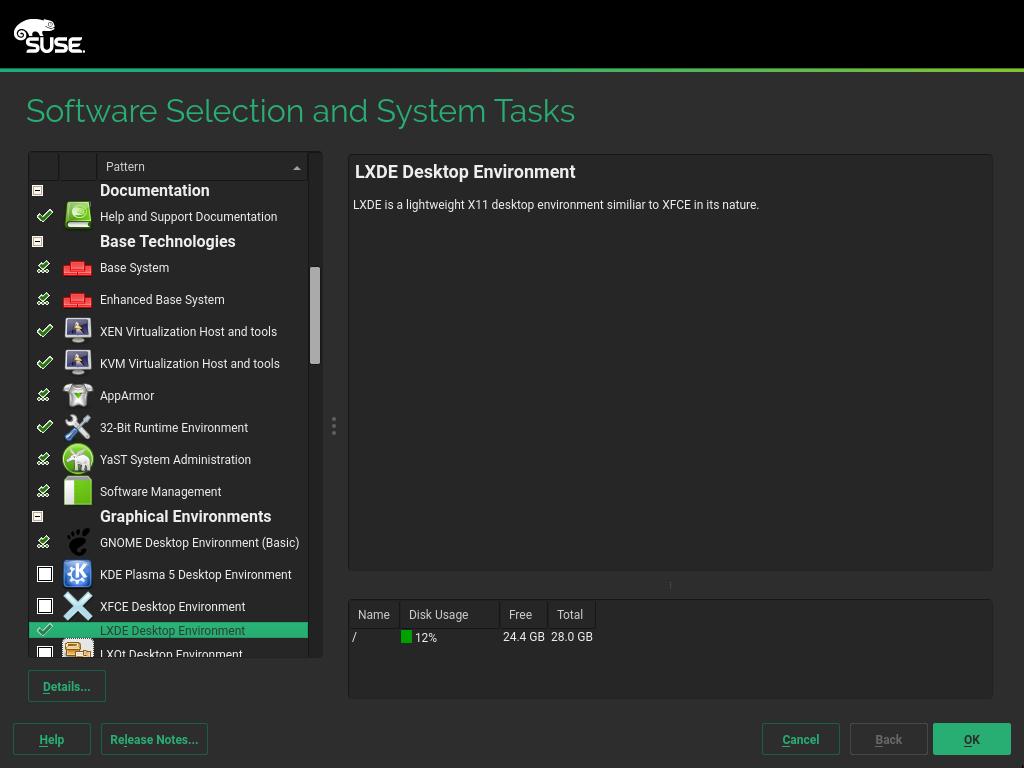 SUSE
Software Selection and System Tasks
Pattern
Documentation
Help and Support Documentation
Base Technologies
Base System
Enhanced Base System
XEN Virtualization Host and tools
KVM Virtualization Host and tools
AppArmor
32-Bit Runtime Environment
YaST System Administration
Software Management
Graphical Environments
GNOME Desktop Environment (Basic)
KDE Plasma 5 Desktop Environment
XFCE Desktop Environment
LXDE Desktop Environment
LXQt Desktop Environment
Details...
LXDE Desktop Environment
LXDE is a lightweight X11 desktop environment similiar to XFCE in its nature.
Name Disk Usage Free Total
/ 12% 24.4 GB 28.0 GB
Help Release Notes... Cancel Back OK